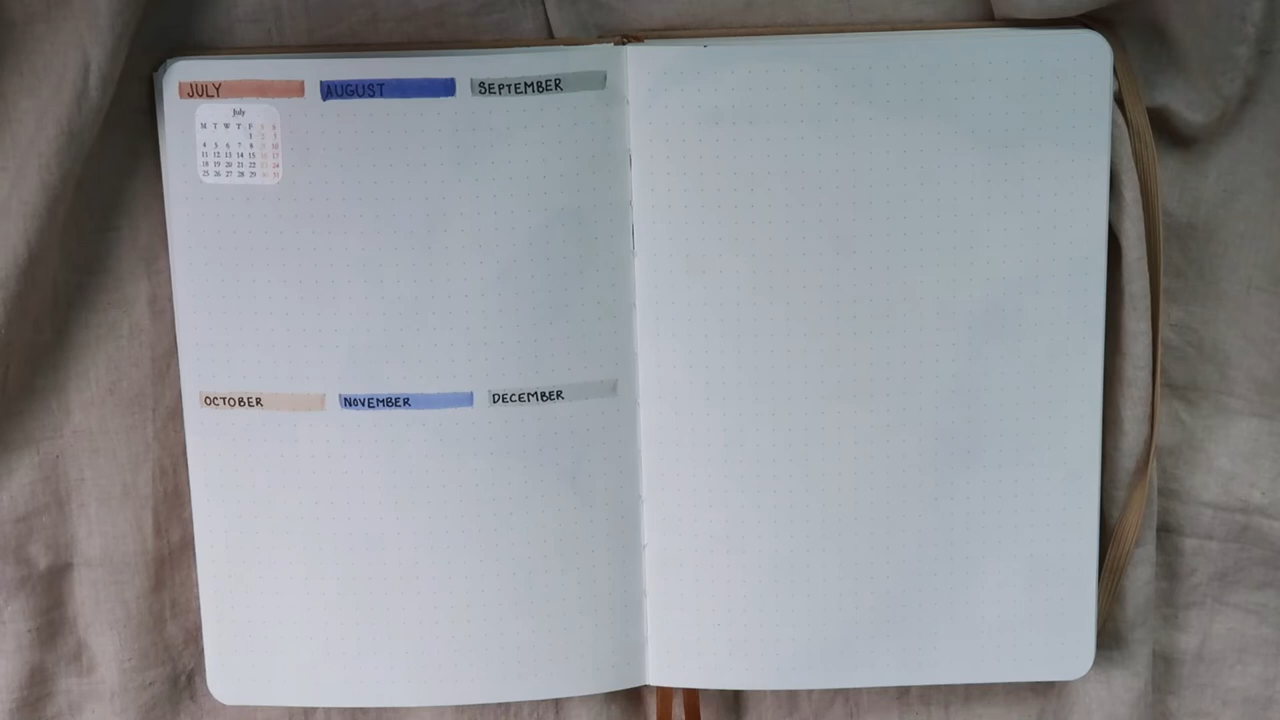 JULY
AUGUST
SEPTEMBER
July
M T W T F S S
1 2 3
4 5 6 7 8 9 10
11 12 13 14 15 16 17
18 19 20 21 22 23 24
25 26 27 28 29 30 31
OCTOBER
NOVEMBER
DECEMBER